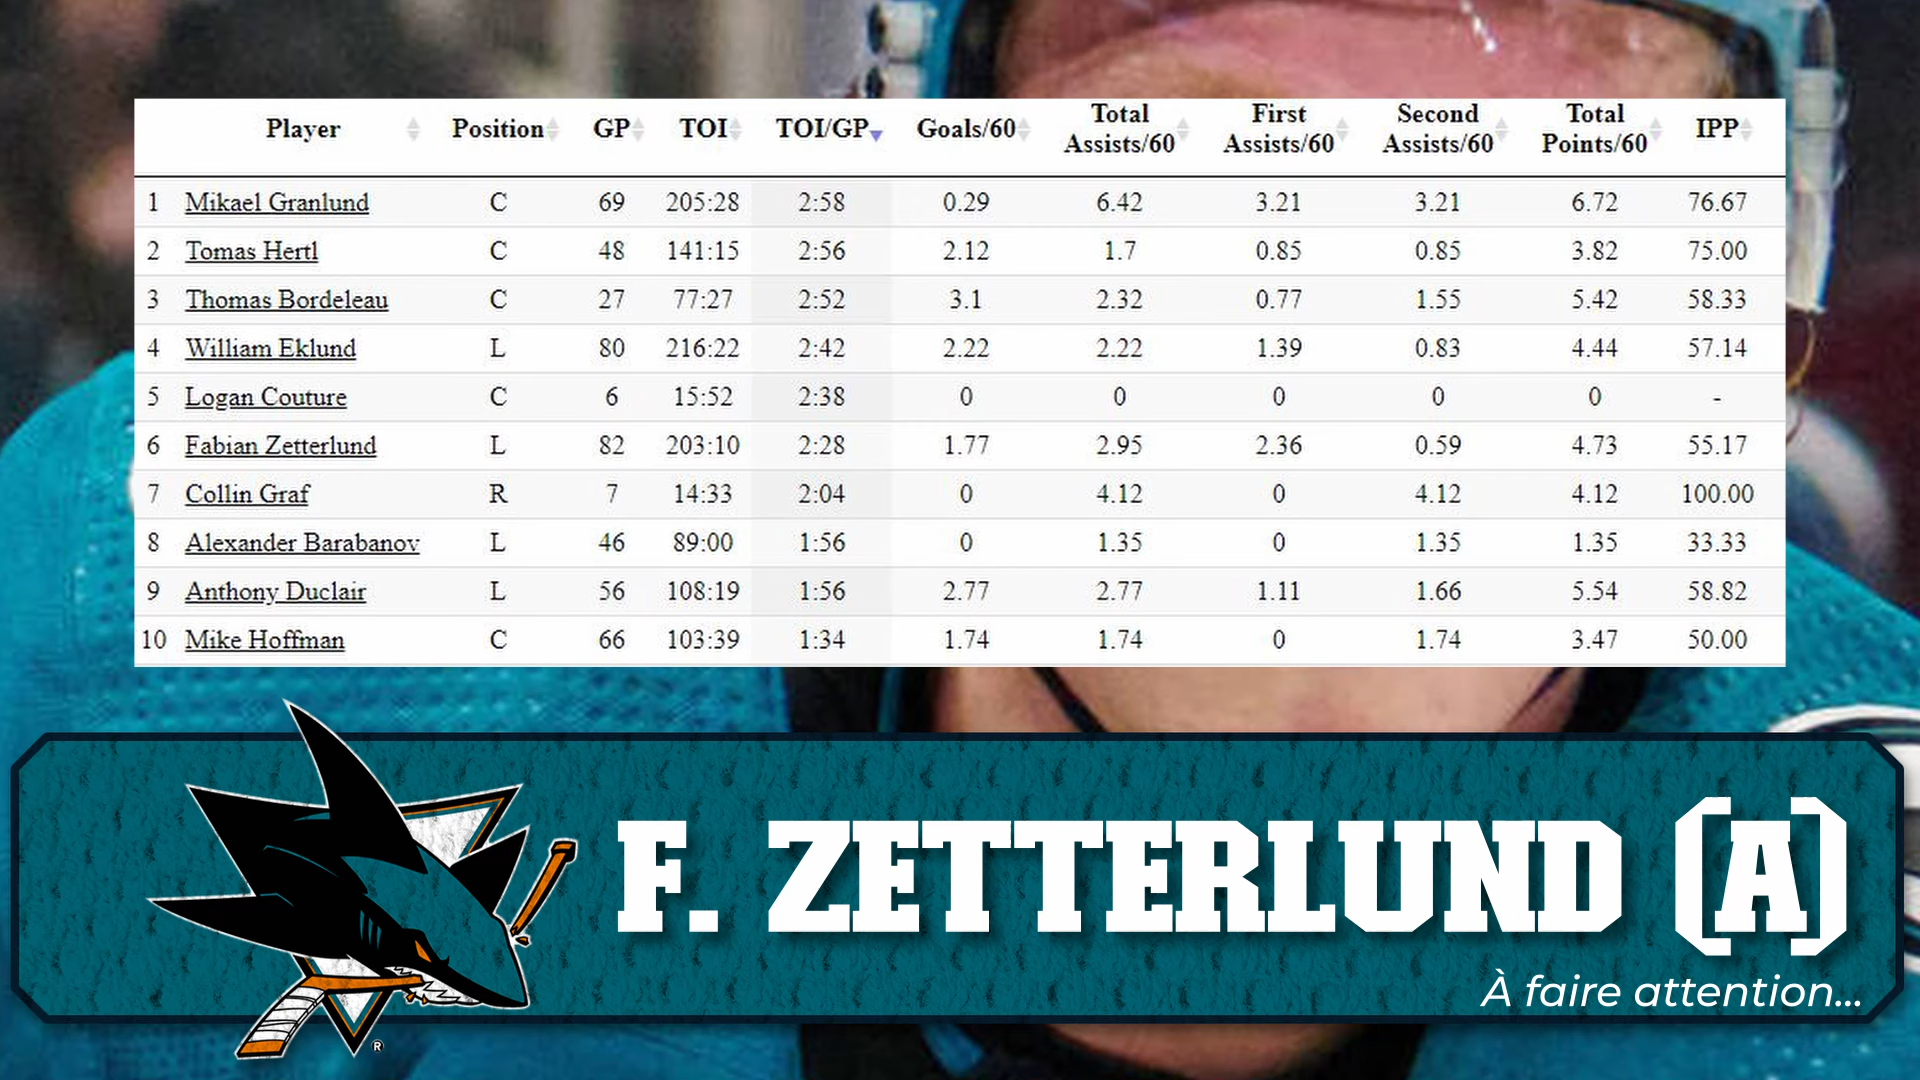 Player Position GP TOI TOI/GP Goals/60 Total Assists/60 First Assists/60 Second Assists/60 Total Points/60 IPP
1 Mikael Granlund C 69 205:28 2:58 0.29 6.42 3.21 3.21 6.72 76.67
2 Tomas Hertl C 48 141:15 2:56 2.12 1.7 0.85 0.85 3.82 75.00
3 Thomas Bordeleau C 27 77:27 2:52 3.1 2.32 0.77 1.55 5.42 58.33
4 William Eklund L 80 216:22 2:42 2.22 2.22 1.39 0.83 4.44 57.14
5 Logan Couture C 6 15:52 2:38 0 0 0 0 0 -
6 Fabian Zetterlund L 82 203:10 2:28 1.77 2.95 2.36 0.59 4.73 55.17
7 Collin Graf R 7 14:33 2:04 0 4.12 0 4.12 4.12 100.00
8 Alexander Barabanov L 46 89:00 1:56 0 1.35 0 1.35 1.35 33.33
9 Anthony Duclair L 56 108:19 1:56 2.77 2.77 1.11 1.66 5.54 58.82
10 Mike Hoffman C 66 103:39 1:34 1.74 1.74 0 1.74 3.47 50.00
F. ZETTERLUND (A)
À faire attention...
®